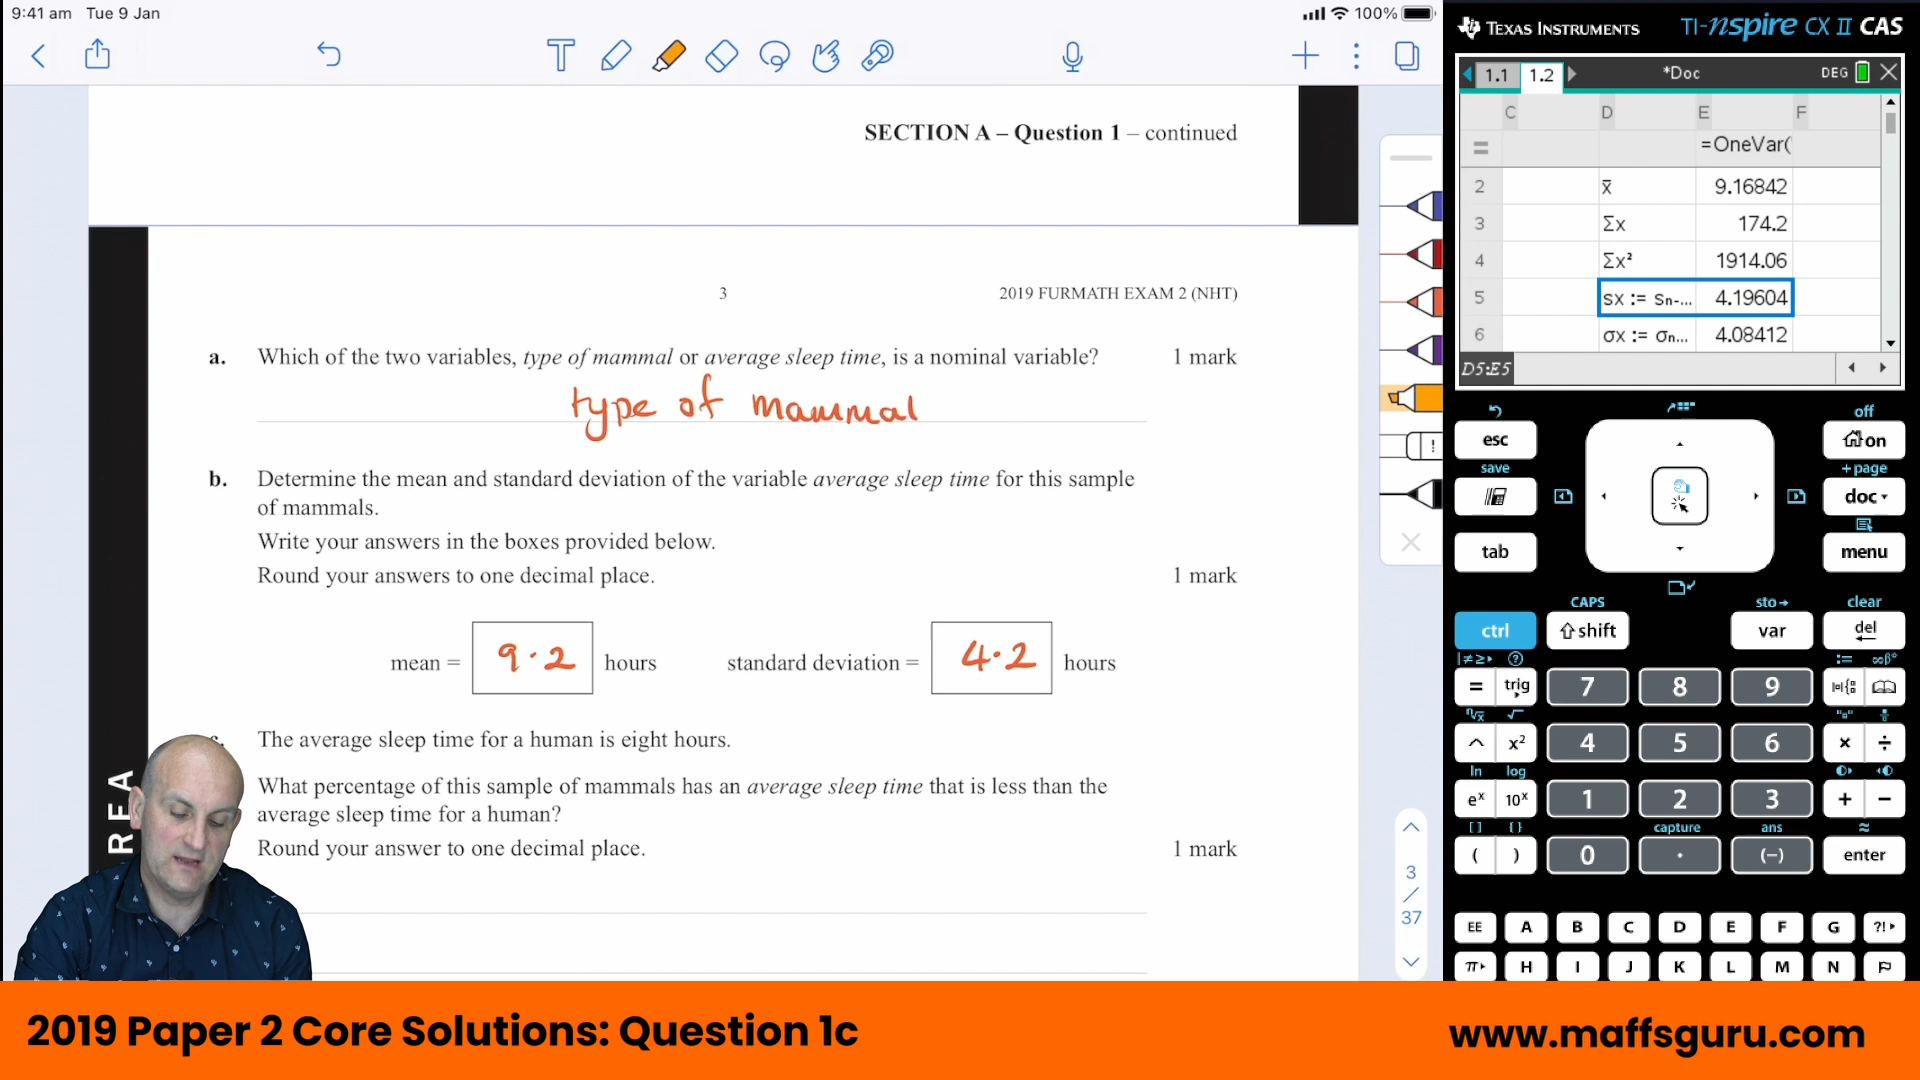 9:41 am Tue 9 Jan
100%
SECTION A – Question 1 – continued
3
2019 FURMATH EXAM 2 (NHT)
a. Which of the two variables, type of mammal or average sleep time, is a nominal variable? 1 mark
type of mammal
b. Determine the mean and standard deviation of the variable average sleep time for this sample
of mammals.
Write your answers in the boxes provided below.
Round your answers to one decimal place. 1 mark
mean = 9.2 hours standard deviation = 4.2 hours
The average sleep time for a human is eight hours.
What percentage of this sample of mammals has an average sleep time that is less than the
average sleep time for a human?
Round your answer to one decimal place. 1 mark
REA
3
/
37
TEXAS INSTRUMENTS TI-nspire CX II CAS
1.1 1.2 *Doc DEG
C D E F
= =OneVar(
2 x̄ 9.16842
3 Σx 174.2
4 Σx² 1914.06
5 sx := sn-... 4.19604
6 σx := σn... 4.08412
D5:E5
off
esc on
save +page
doc
tab menu
CAPS sto→ clear
ctrl shift var del
|≠≥▸ ? := ∞β°
= trig 7 8 9
ⁿ√x √ "□"
^ x² 4 5 6 × ÷
ln log
eˣ 10ˣ 1 2 3 + −
[ ] { } capture ans ≈
( ) 0 . (−) enter
EE A B C D E F G ?!▸
π▸ H I J K L M N
2019 Paper 2 Core Solutions: Question 1c
www.maffsguru.com